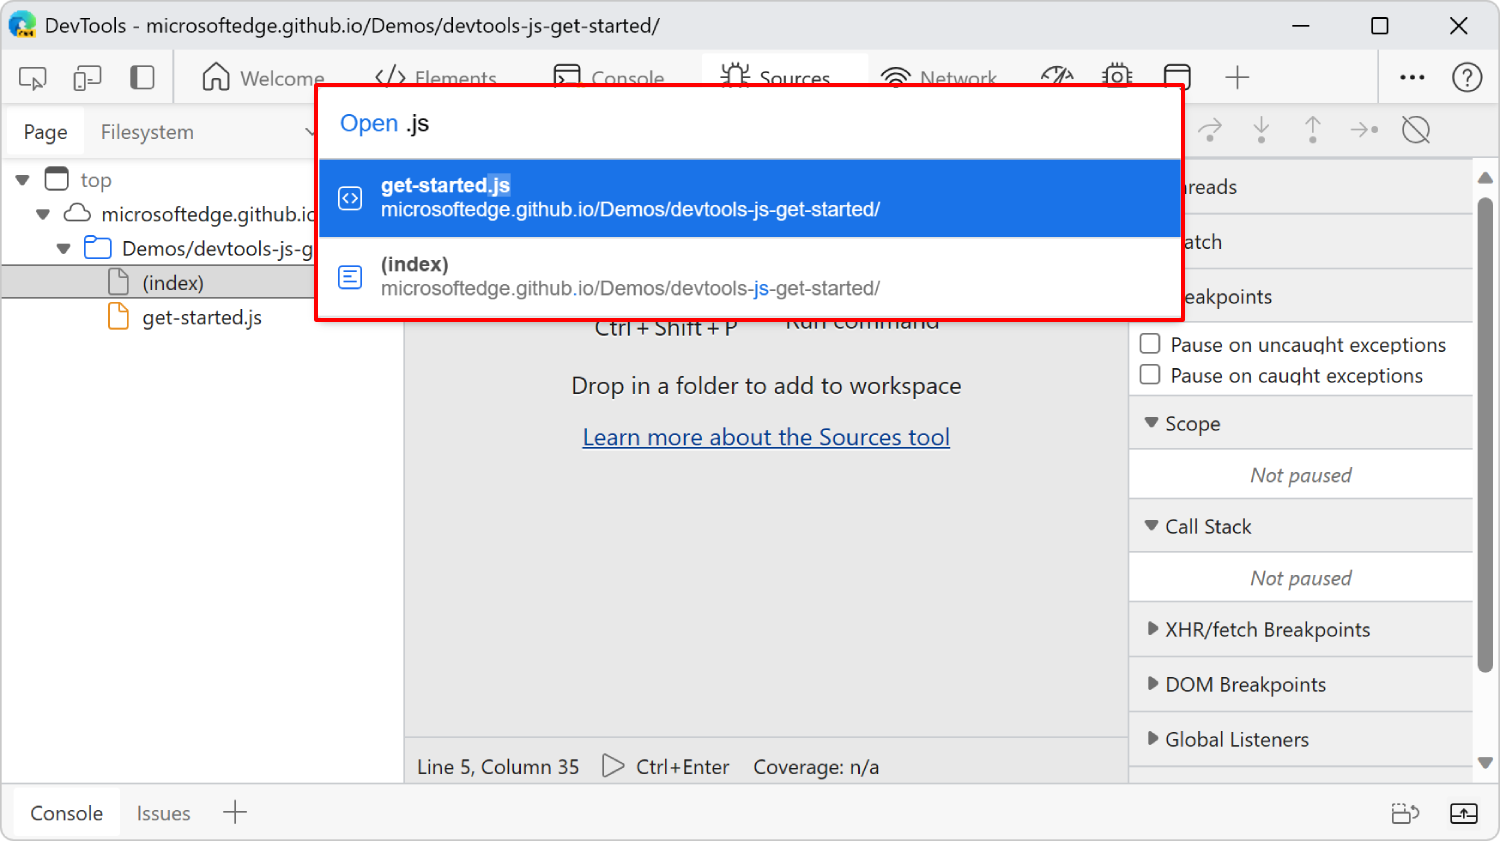 DevTools - microsoftedge.github.io/Demos/devtools-js-get-started/
Welcome Elements Console Sources Network
Page Filesystem
Open .js
get-started.js
microsoftedge.github.io/Demos/devtools-js-get-started/
(index)
microsoftedge.github.io/Demos/devtools-js-get-started/
top
microsoftedge.github.io
Demos/devtools-js-g
(index)
get-started.js
Ctrl + Shift + P Run command
Drop in a folder to add to workspace
Learn more about the Sources tool
Line 5, Column 35 Ctrl+Enter Coverage: n/a
reads
atch
eakpoints
Pause on uncaught exceptions
Pause on caught exceptions
Scope
Not paused
Call Stack
Not paused
XHR/fetch Breakpoints
DOM Breakpoints
Global Listeners
Console Issues